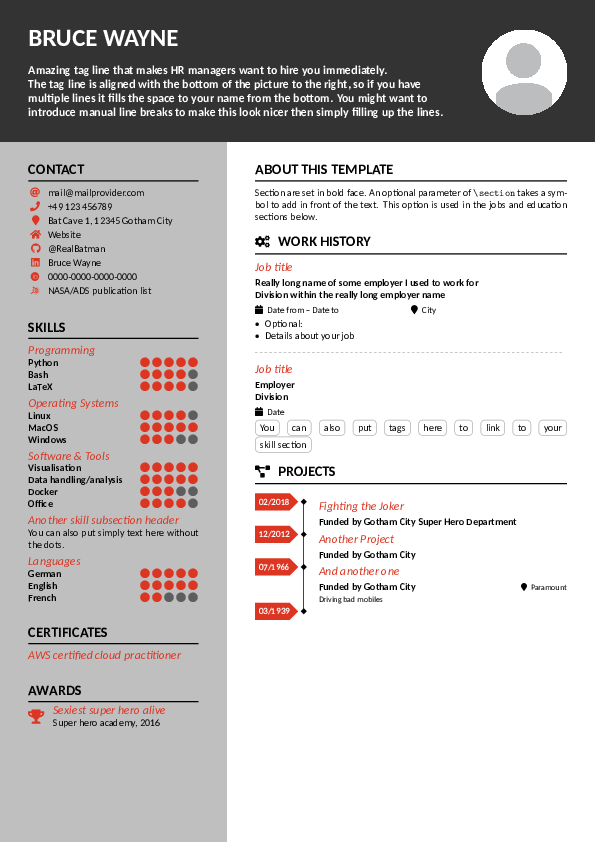 BRUCE WAYNE
Amazing tag line that makes HR managers want to hire you immediately.
The tag line is aligned with the bottom of the picture to the right, so if you have
multiple lines it fills the space to your name from the bottom. You might want to
introduce manual line breaks to make this look nicer then simply filling up the lines.
CONTACT
mail@mailprovider.com
+49 123 456789
Bat Cave 1, 12345 Gotham City
Website
@RealBatman
Bruce Wayne
0000-0000-0000-0000
NASA/ADS publication list
SKILLS
Programming
Python
Bash
LaTeX
Operating Systems
Linux
MacOS
Windows
Software & Tools
Visualisation
Data handling/analysis
Docker
Office
Another skill subsection header
You can also put simply text here without
the dots.
Languages
German
English
French
CERTIFICATES
AWS certified cloud practitioner
AWARDS
Sexiest super hero alive
Super hero academy, 2016
ABOUT THIS TEMPLATE
Section are set in bold face. An optional parameter of \section takes a sym-
bol to add in front of the text. This option is used in the jobs and education
sections below.
WORK HISTORY
Job title
Really long name of some employer I used to work for
Division within the really long employer name
Date from – Date to City
• Optional:
• Details about your job
Job title
Employer
Division
Date
You can also put tags here to link to your
skill section
PROJECTS
02/2018
Fighting the Joker
Funded by Gotham City Super Hero Department
12/2012
Another Project
Funded by Gotham City
07/1966
And another one
Funded by Gotham City Paramount
Driving bad mobiles
03/1939